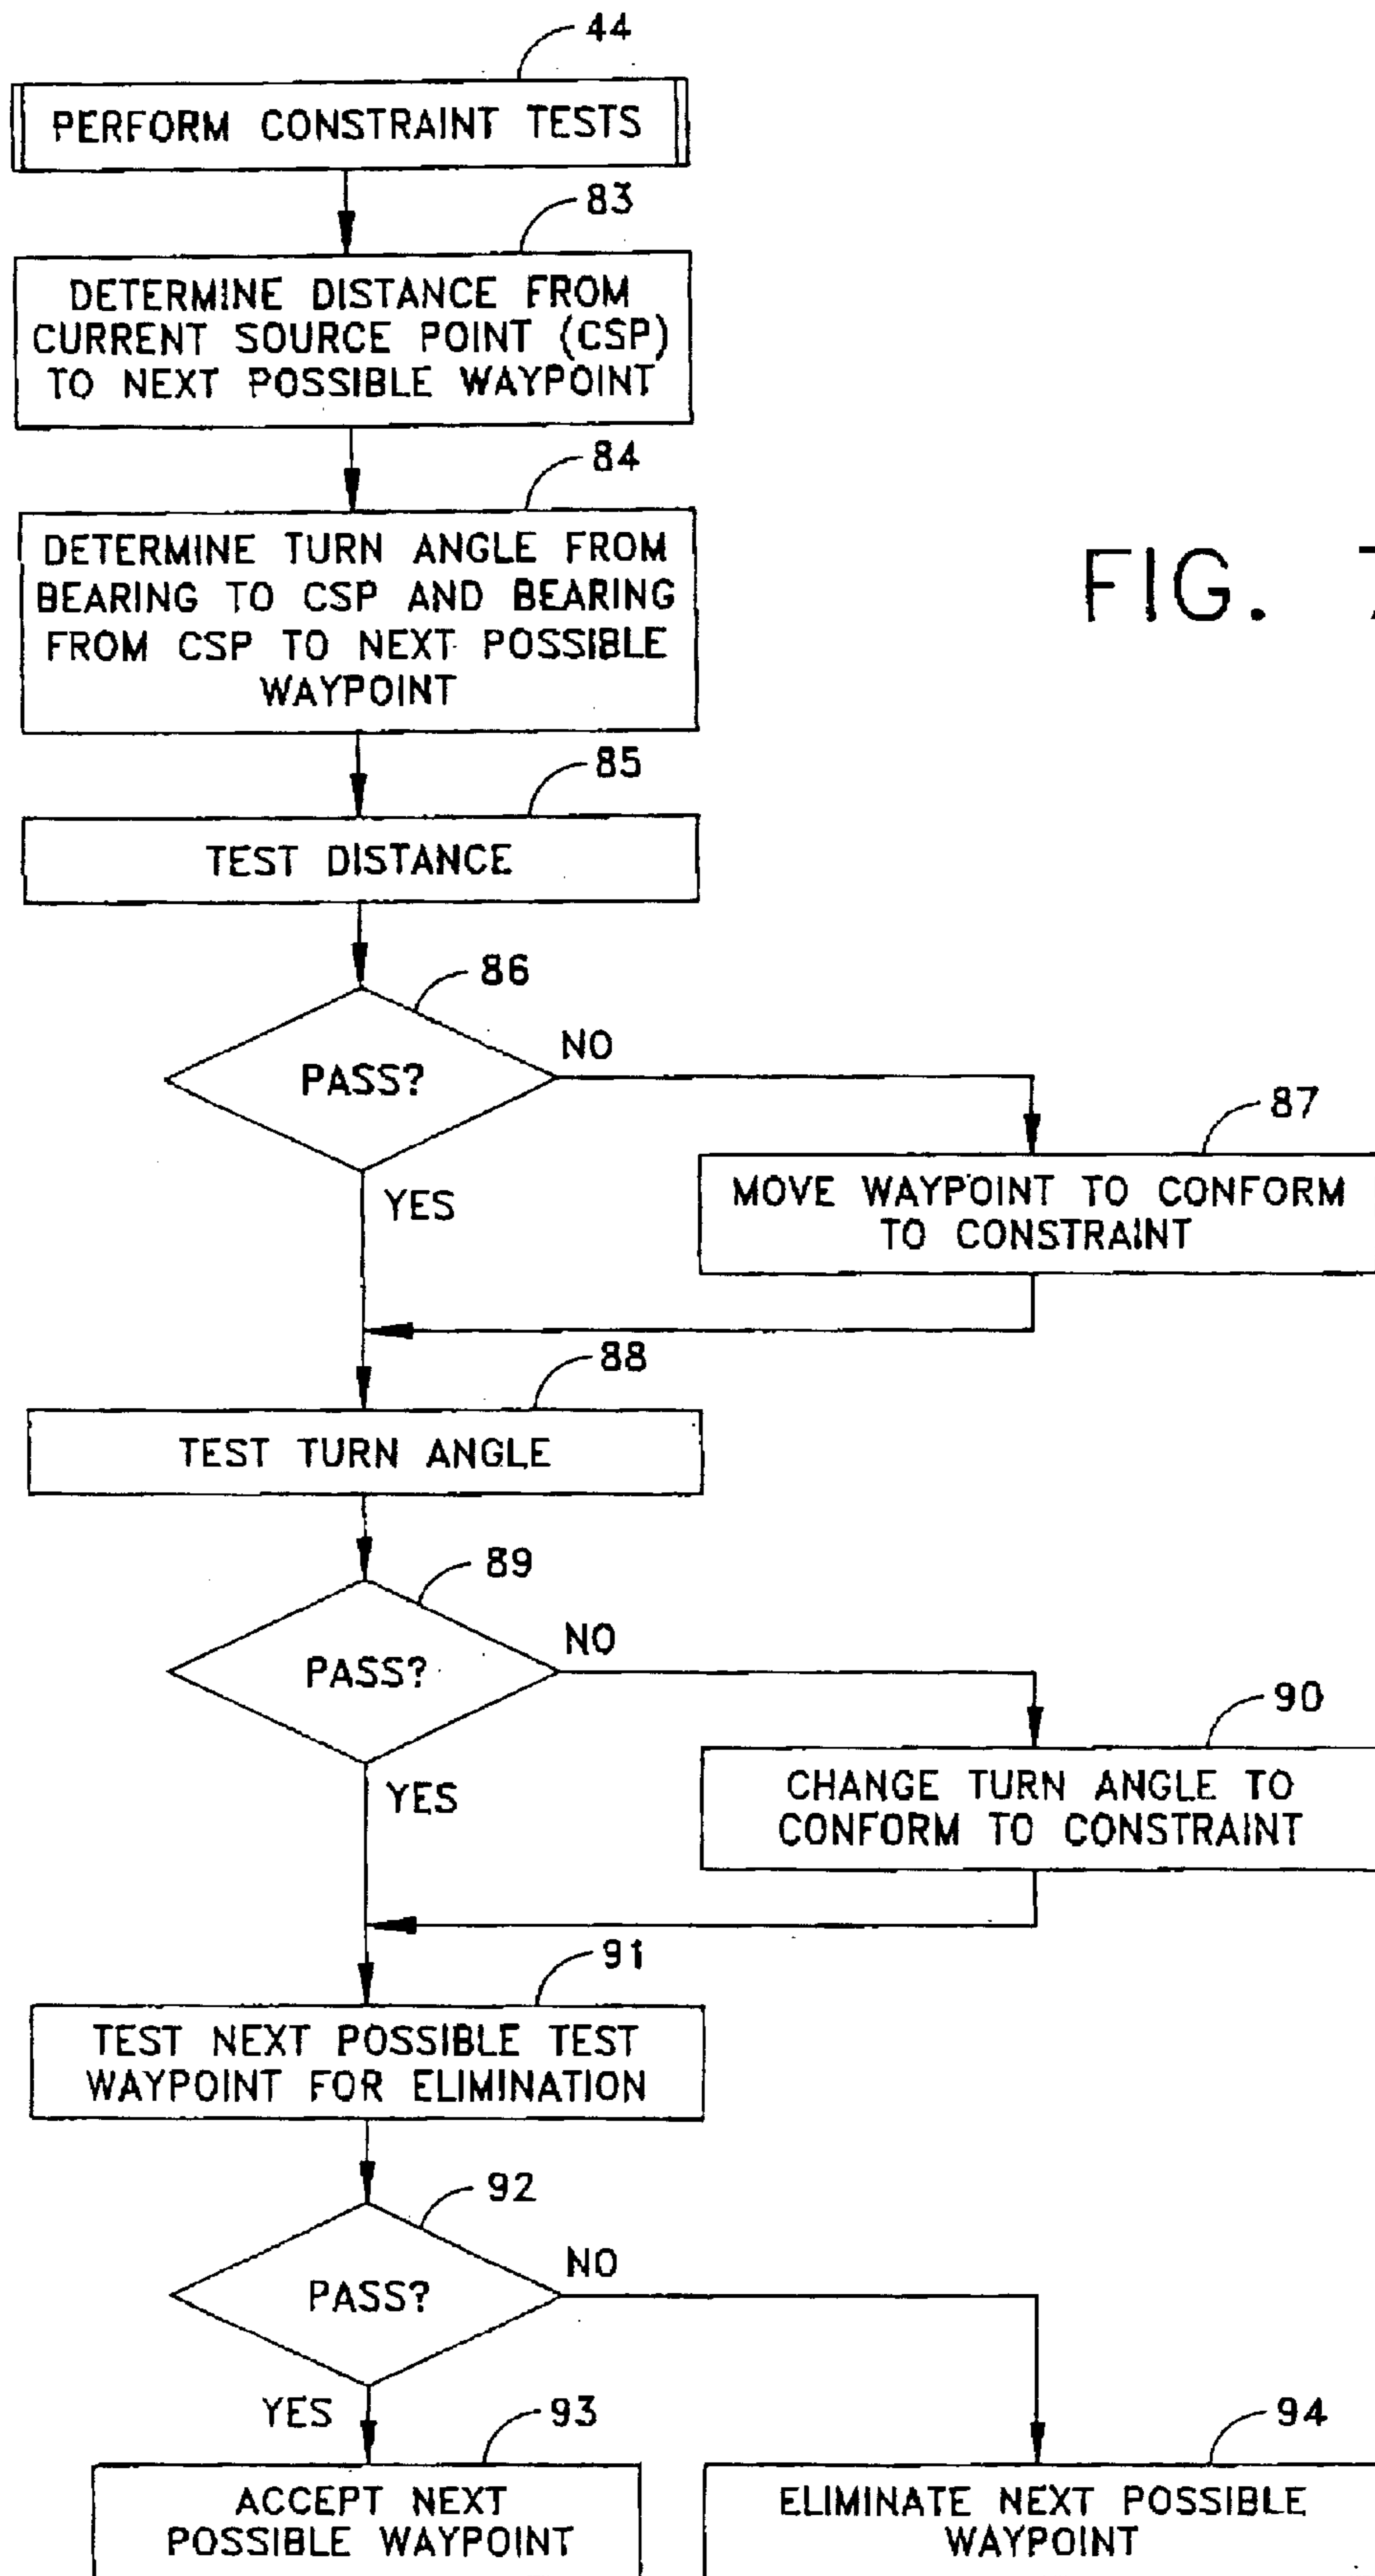 44
PERFORM CONSTRAINT TESTS
83
DETERMINE DISTANCE FROM
CURRENT SOURCE POINT (CSP)
TO NEXT POSSIBLE WAYPOINT
84
DETERMINE TURN ANGLE FROM
BEARING TO CSP AND BEARING
FROM CSP TO NEXT POSSIBLE
WAYPOINT
FIG. 7
85
TEST DISTANCE
86
PASS?
NO
YES
87
MOVE WAYPOINT TO CONFORM
TO CONSTRAINT
88
TEST TURN ANGLE
89
PASS?
NO
YES
90
CHANGE TURN ANGLE TO
CONFORM TO CONSTRAINT
91
TEST NEXT POSSIBLE TEST
WAYPOINT FOR ELIMINATION
92
PASS?
NO
YES
93
ACCEPT NEXT
POSSIBLE WAYPOINT
94
ELIMINATE NEXT POSSIBLE
WAYPOINT